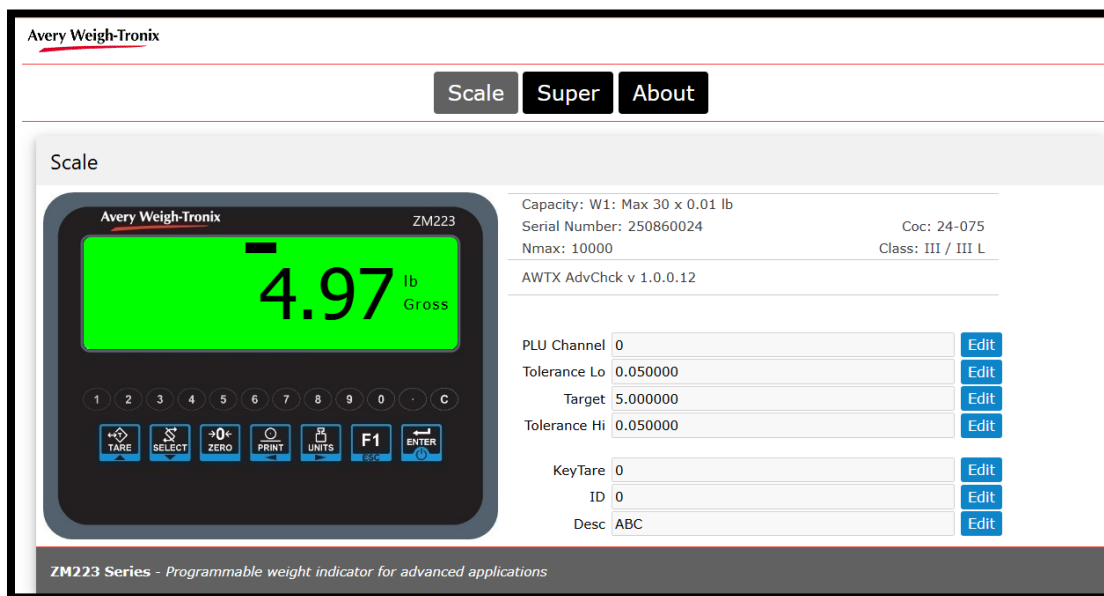 Avery Weigh-Tronix
Scale Super About
Scale
Avery Weigh-Tronix
ZM223
4.97 lb
Gross
1 2 3 4 5 6 7 8 9 0 · C
TARE SELECT →0← ZERO PRINT UNITS F1 ESC ENTER
Capacity: W1: Max 30 x 0.01 lb
Serial Number: 250860024 Coc: 24-075
Nmax: 10000 Class: III / III L
AWTX AdvChck v 1.0.0.12
PLU Channel 0 Edit
Tolerance Lo 0.050000 Edit
Target 5.000000 Edit
Tolerance Hi 0.050000 Edit
KeyTare 0 Edit
ID 0 Edit
Desc ABC Edit
ZM223 Series - Programmable weight indicator for advanced applications